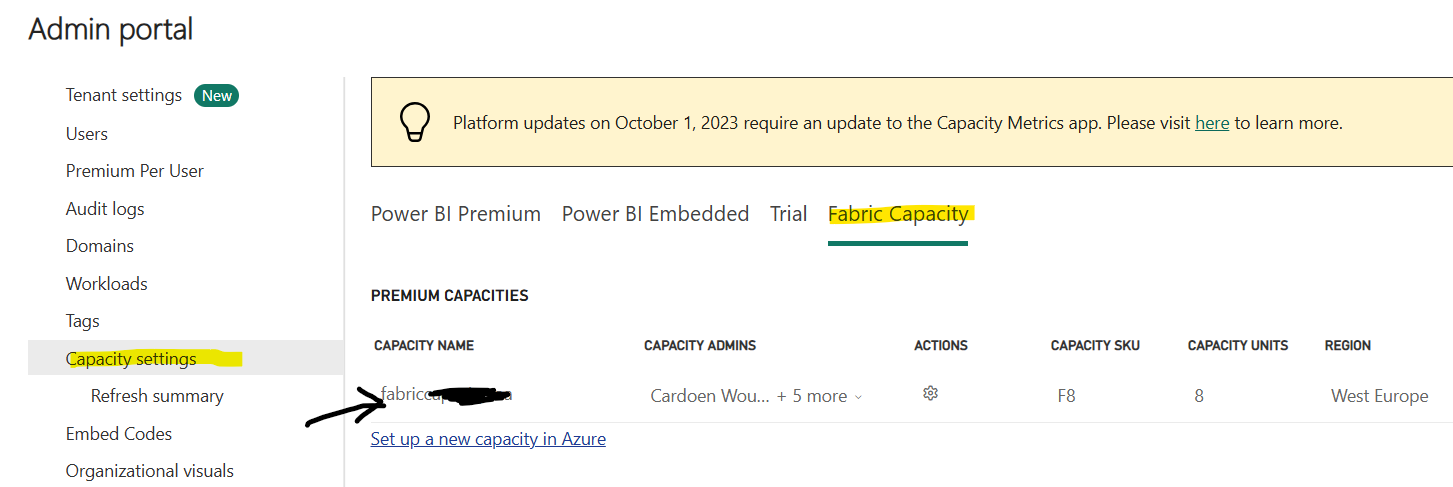 Admin portal
Tenant settings New
Users
Premium Per User
Audit logs
Domains
Workloads
Tags
Capacity settings
Refresh summary
Embed Codes
Organizational visuals
Platform updates on October 1, 2023 require an update to the Capacity Metrics app. Please visit here to learn more.
Power BI Premium Power BI Embedded Trial Fabric Capacity
PREMIUM CAPACITIES
CAPACITY NAME CAPACITY ADMINS ACTIONS CAPACITY SKU CAPACITY UNITS REGION
Cardoen Wou... + 5 more F8 8 West Europe
Set up a new capacity in Azure